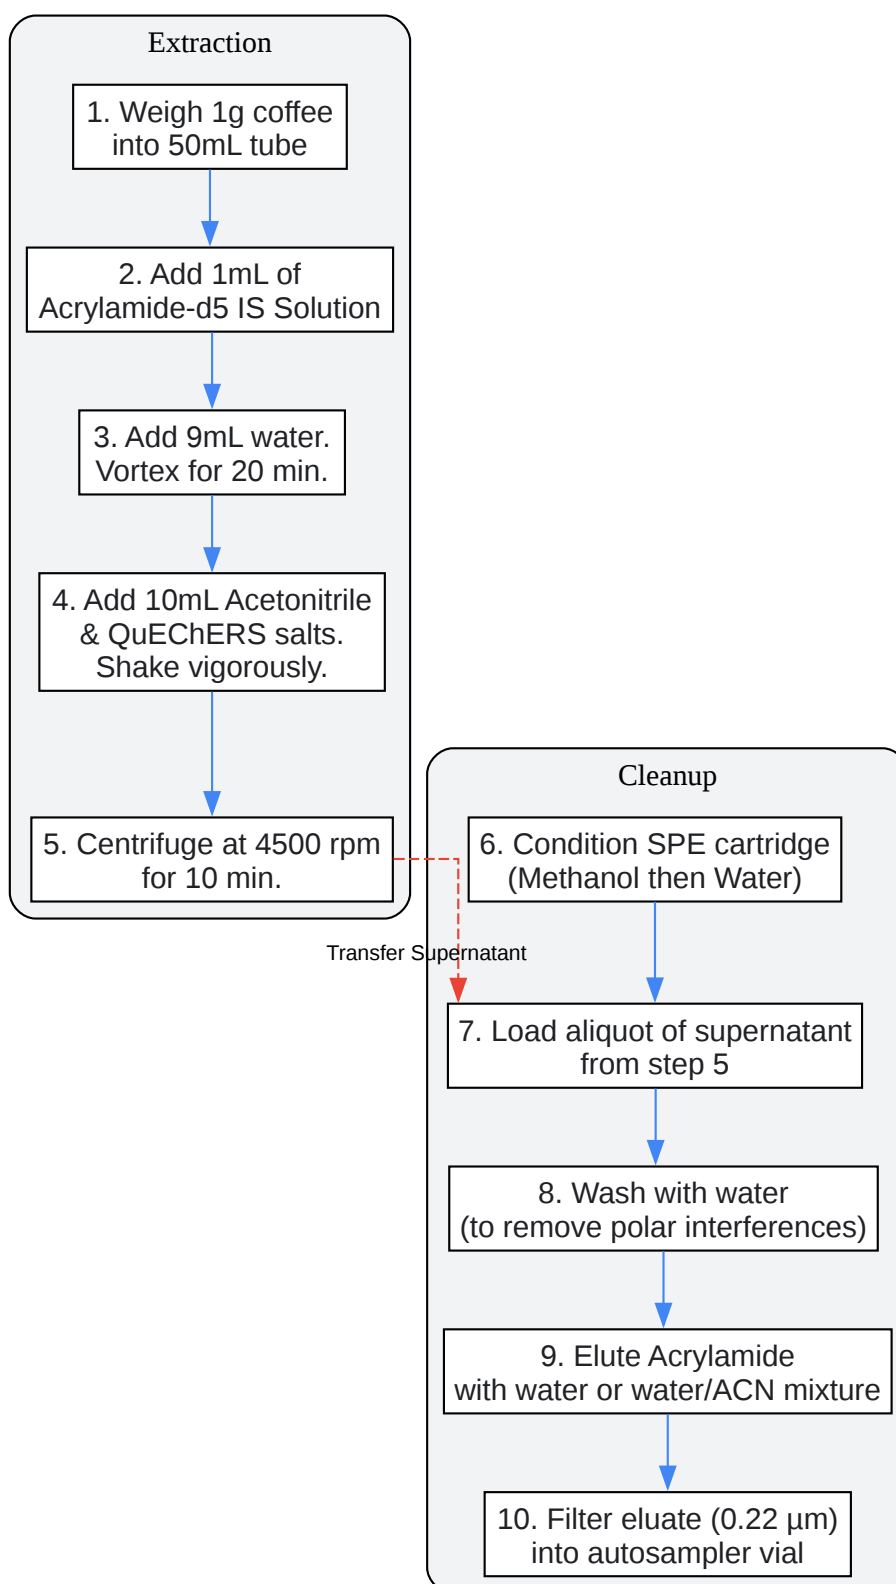 Extraction
1. Weigh 1g coffee
into 50mL tube
2. Add 1mL of
Acrylamide-d5 IS Solution
3. Add 9mL water.
Vortex for 20 min.
4. Add 10mL Acetonitrile
& QuEChERS salts.
Shake vigorously.
5. Centrifuge at 4500 rpm
for 10 min.
Transfer Supernatant
Cleanup
6. Condition SPE cartridge
(Methanol then Water)
7. Load aliquot of supernatant
from step 5
8. Wash with water
(to remove polar interferences)
9. Elute Acrylamide
with water or water/ACN mixture
10. Filter eluate (0.22 µm)
into autosampler vial